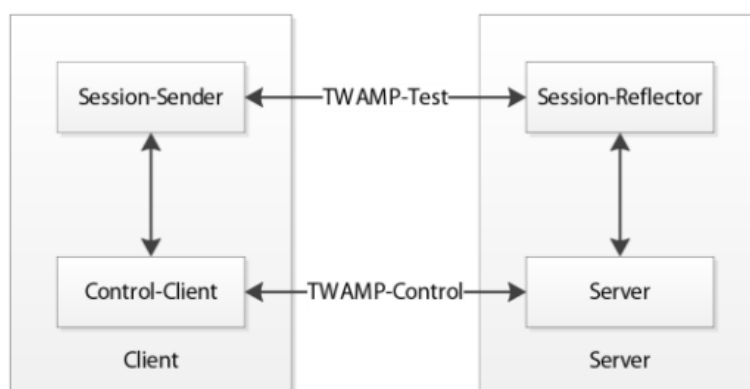 Session-Sender
TWAMP-Test
Session-Reflector
Control-Client
TWAMP-Control
Server
Client
Server